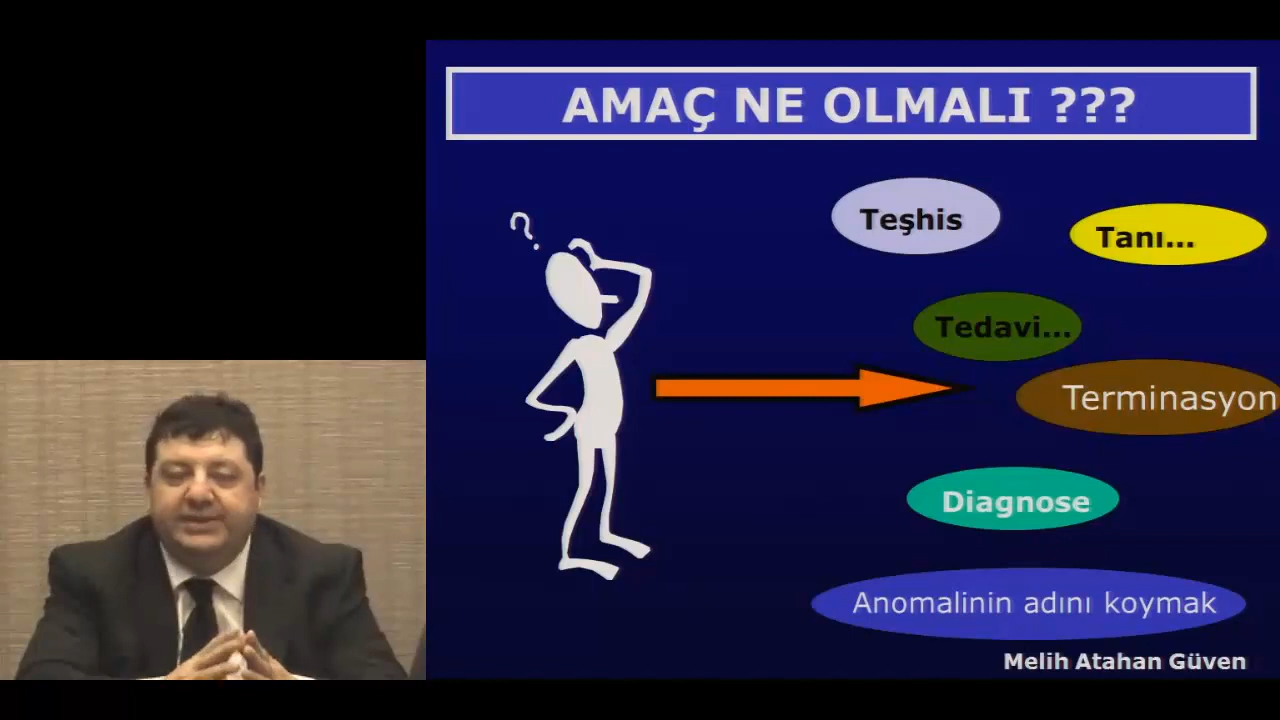 AMAÇ NE OLMALI ???
?
Teşhis
Tanı...
Tedavi...
Terminasyon
Diagnose
Anomalinin adını koymak
Melih Atahan Güven